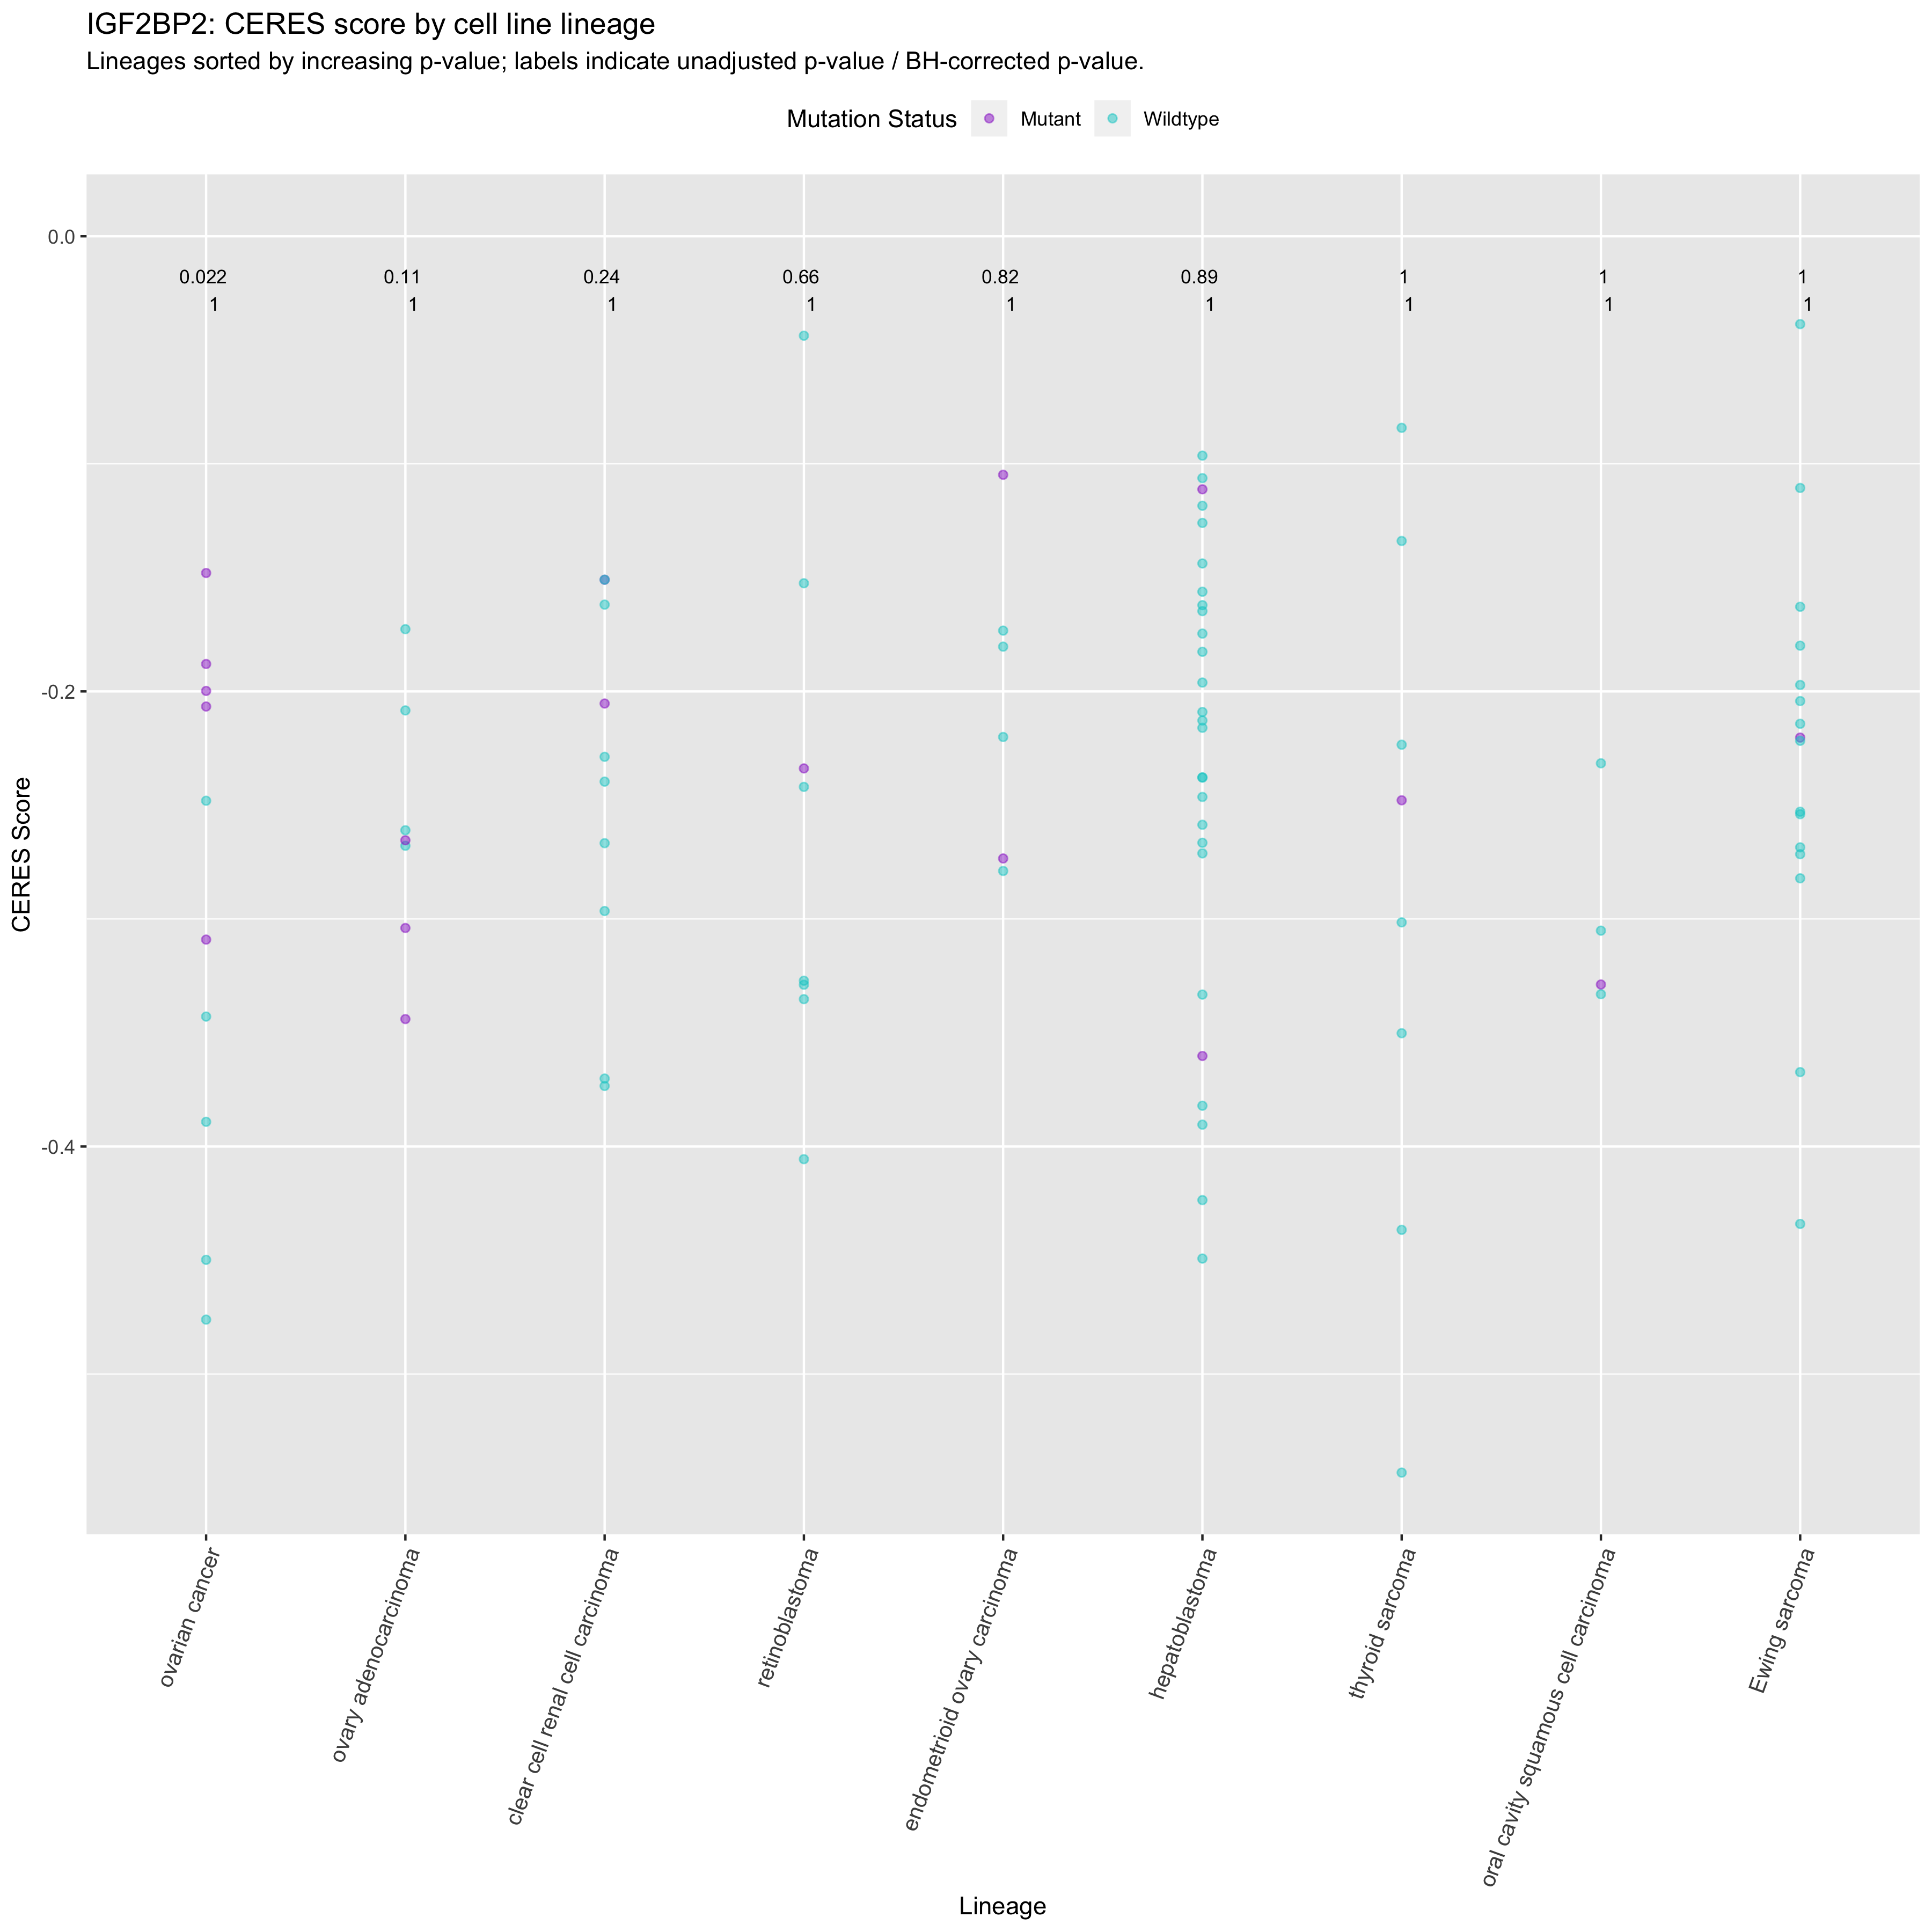 IGF2BP2: CERES score by cell line lineage
Lineages sorted by increasing p-value; labels indicate unadjusted p-value / BH-corrected p-value.
Mutation Status Mutant Wildtype
0.0
0.022 0.11 0.24 0.66 0.82 0.89 1 1 1
1 1 1 1 1 1 1 1 1
-0.2
-0.4
CERES Score
ovarian cancer
ovary adenocarcinoma
clear cell renal cell carcinoma
retinoblastoma
endometrioid ovary carcinoma
hepatoblastoma
thyroid sarcoma
oral cavity squamous cell carcinoma
Ewing sarcoma
Lineage